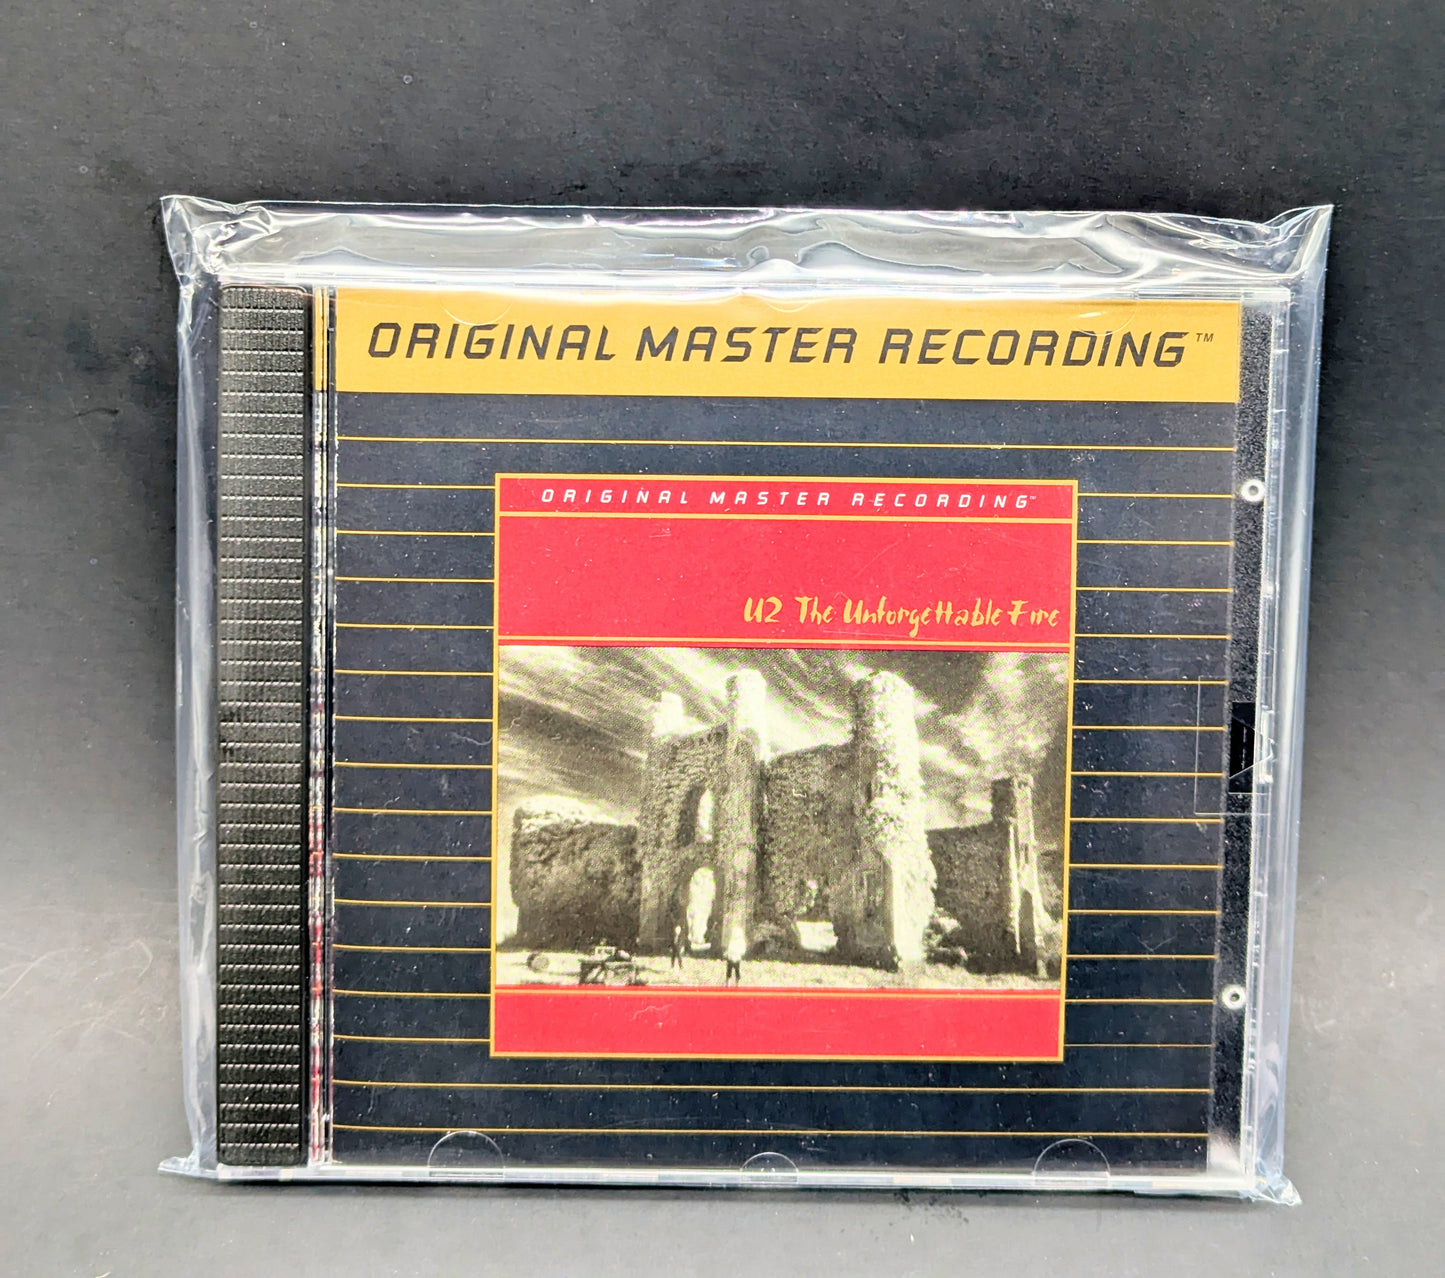 ORIGINAL MASTER RECORDING™
ORIGINAL MASTER RECORDING™
U2 The Unforgettable Fire